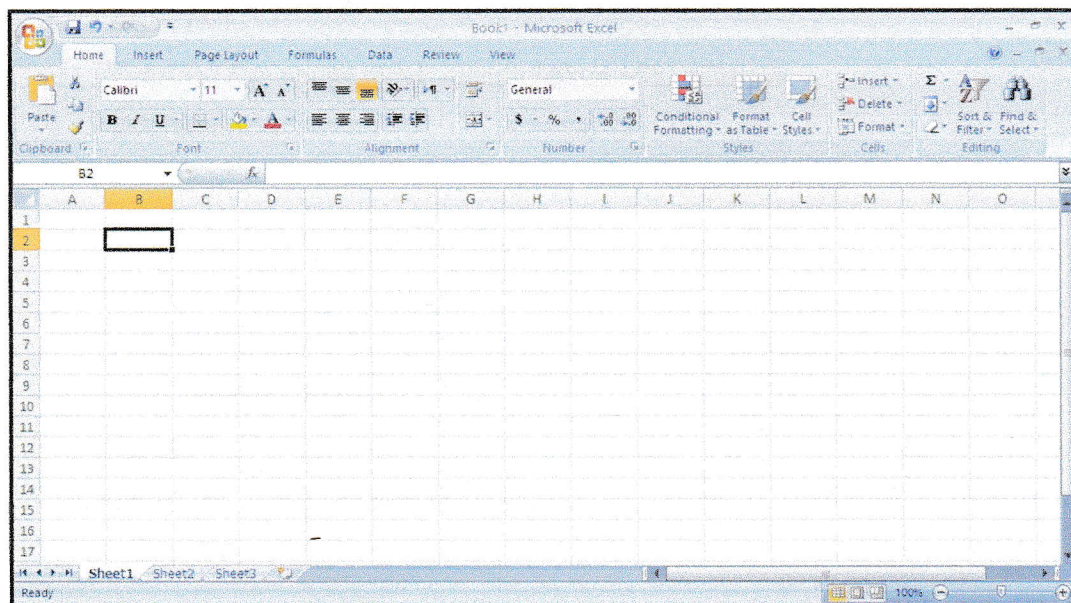 Book1 - Microsoft Excel
Home Insert Page Layout Formulas Data Review View
Calibri 11 A A General Insert Σ
Paste B I U A $ % , .00 Conditional Formatting Format as Table Cell Styles Delete Format Sort & Filter Find & Select
Clipboard Font Alignment Number Styles Cells Editing
B2 fx
A B C D E F G H I J K L M N O
1
2
3
4
5
6
7
8
9
10
11
12
13
14
15
16
17
Sheet1 Sheet2 Sheet3
Ready 100%